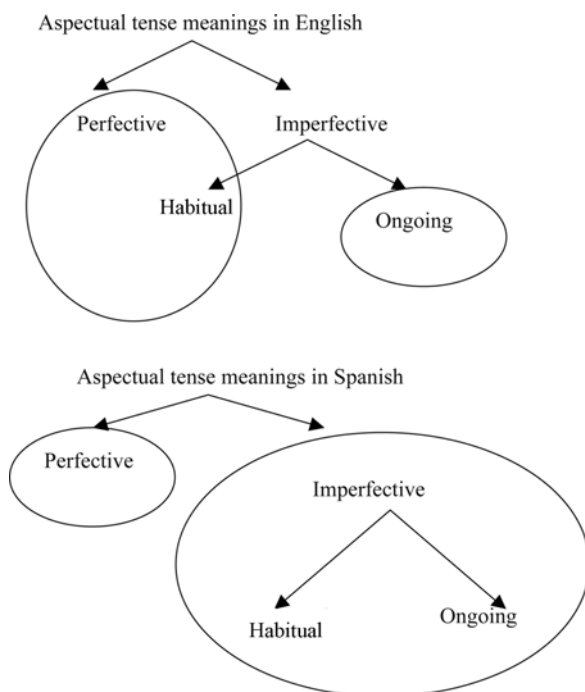 Aspectual tense meanings in English
Perfective
Imperfective
Habitual
Ongoing
Aspectual tense meanings in Spanish
Perfective
Imperfective
Habitual
Ongoing